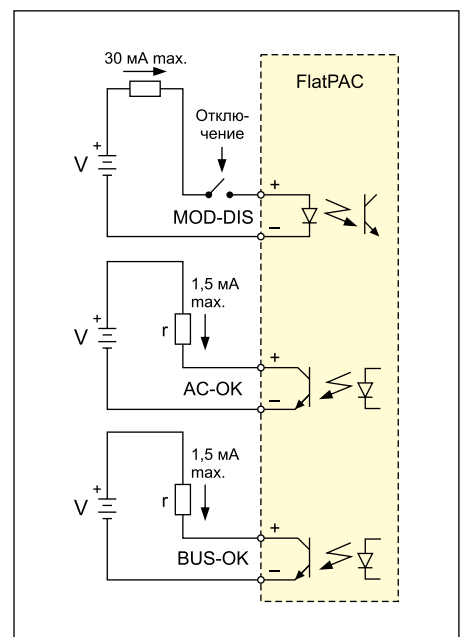 30 мА max.
FlatPAC
Отклю-
чение
+
V
+
MOD-DIS
–
1,5 мА
max.
+
V
r
+
AC-OK
–
1,5 мА
max.
+
V
r
+
BUS-OK
–